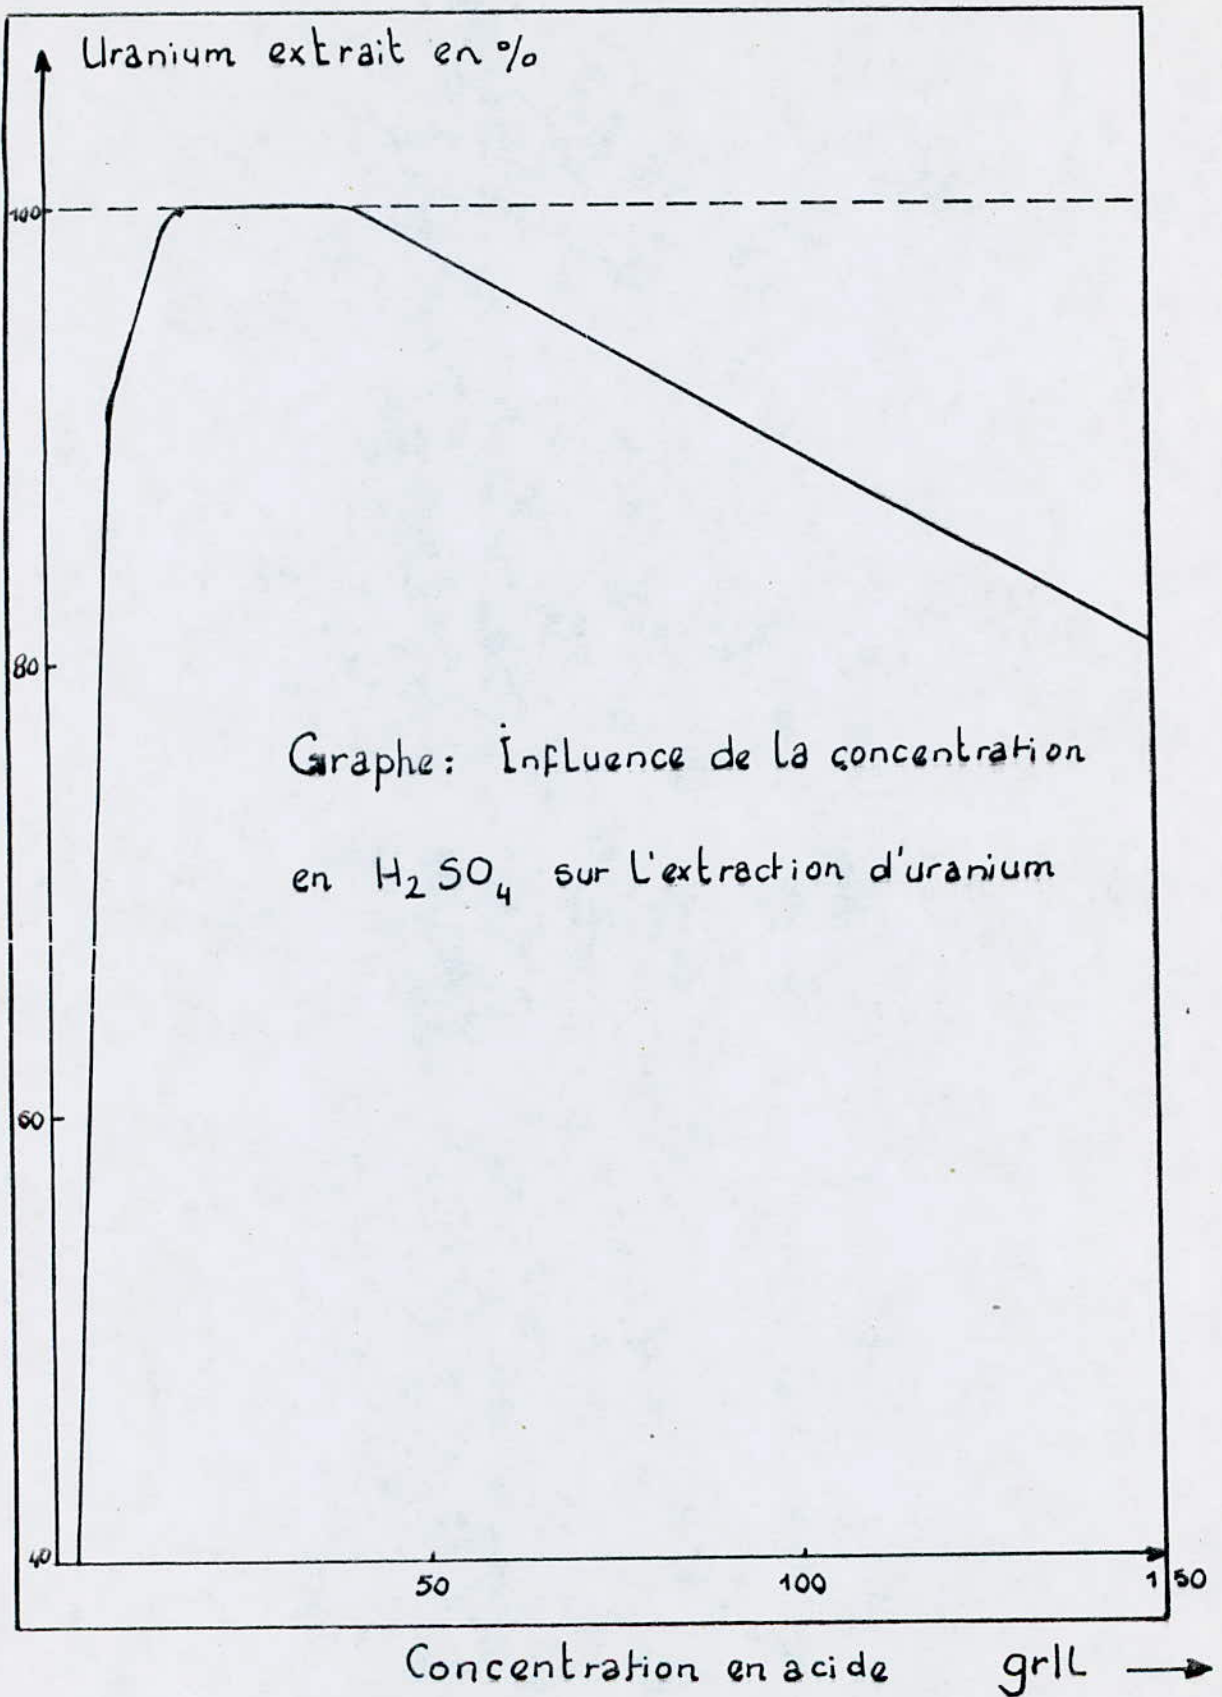 Uranium extrait en %
100
80
Graphe: Influence de la concentration
en H₂SO₄ sur l'extraction d'uranium
60
40
50
100
150
Concentration en acide gr/L